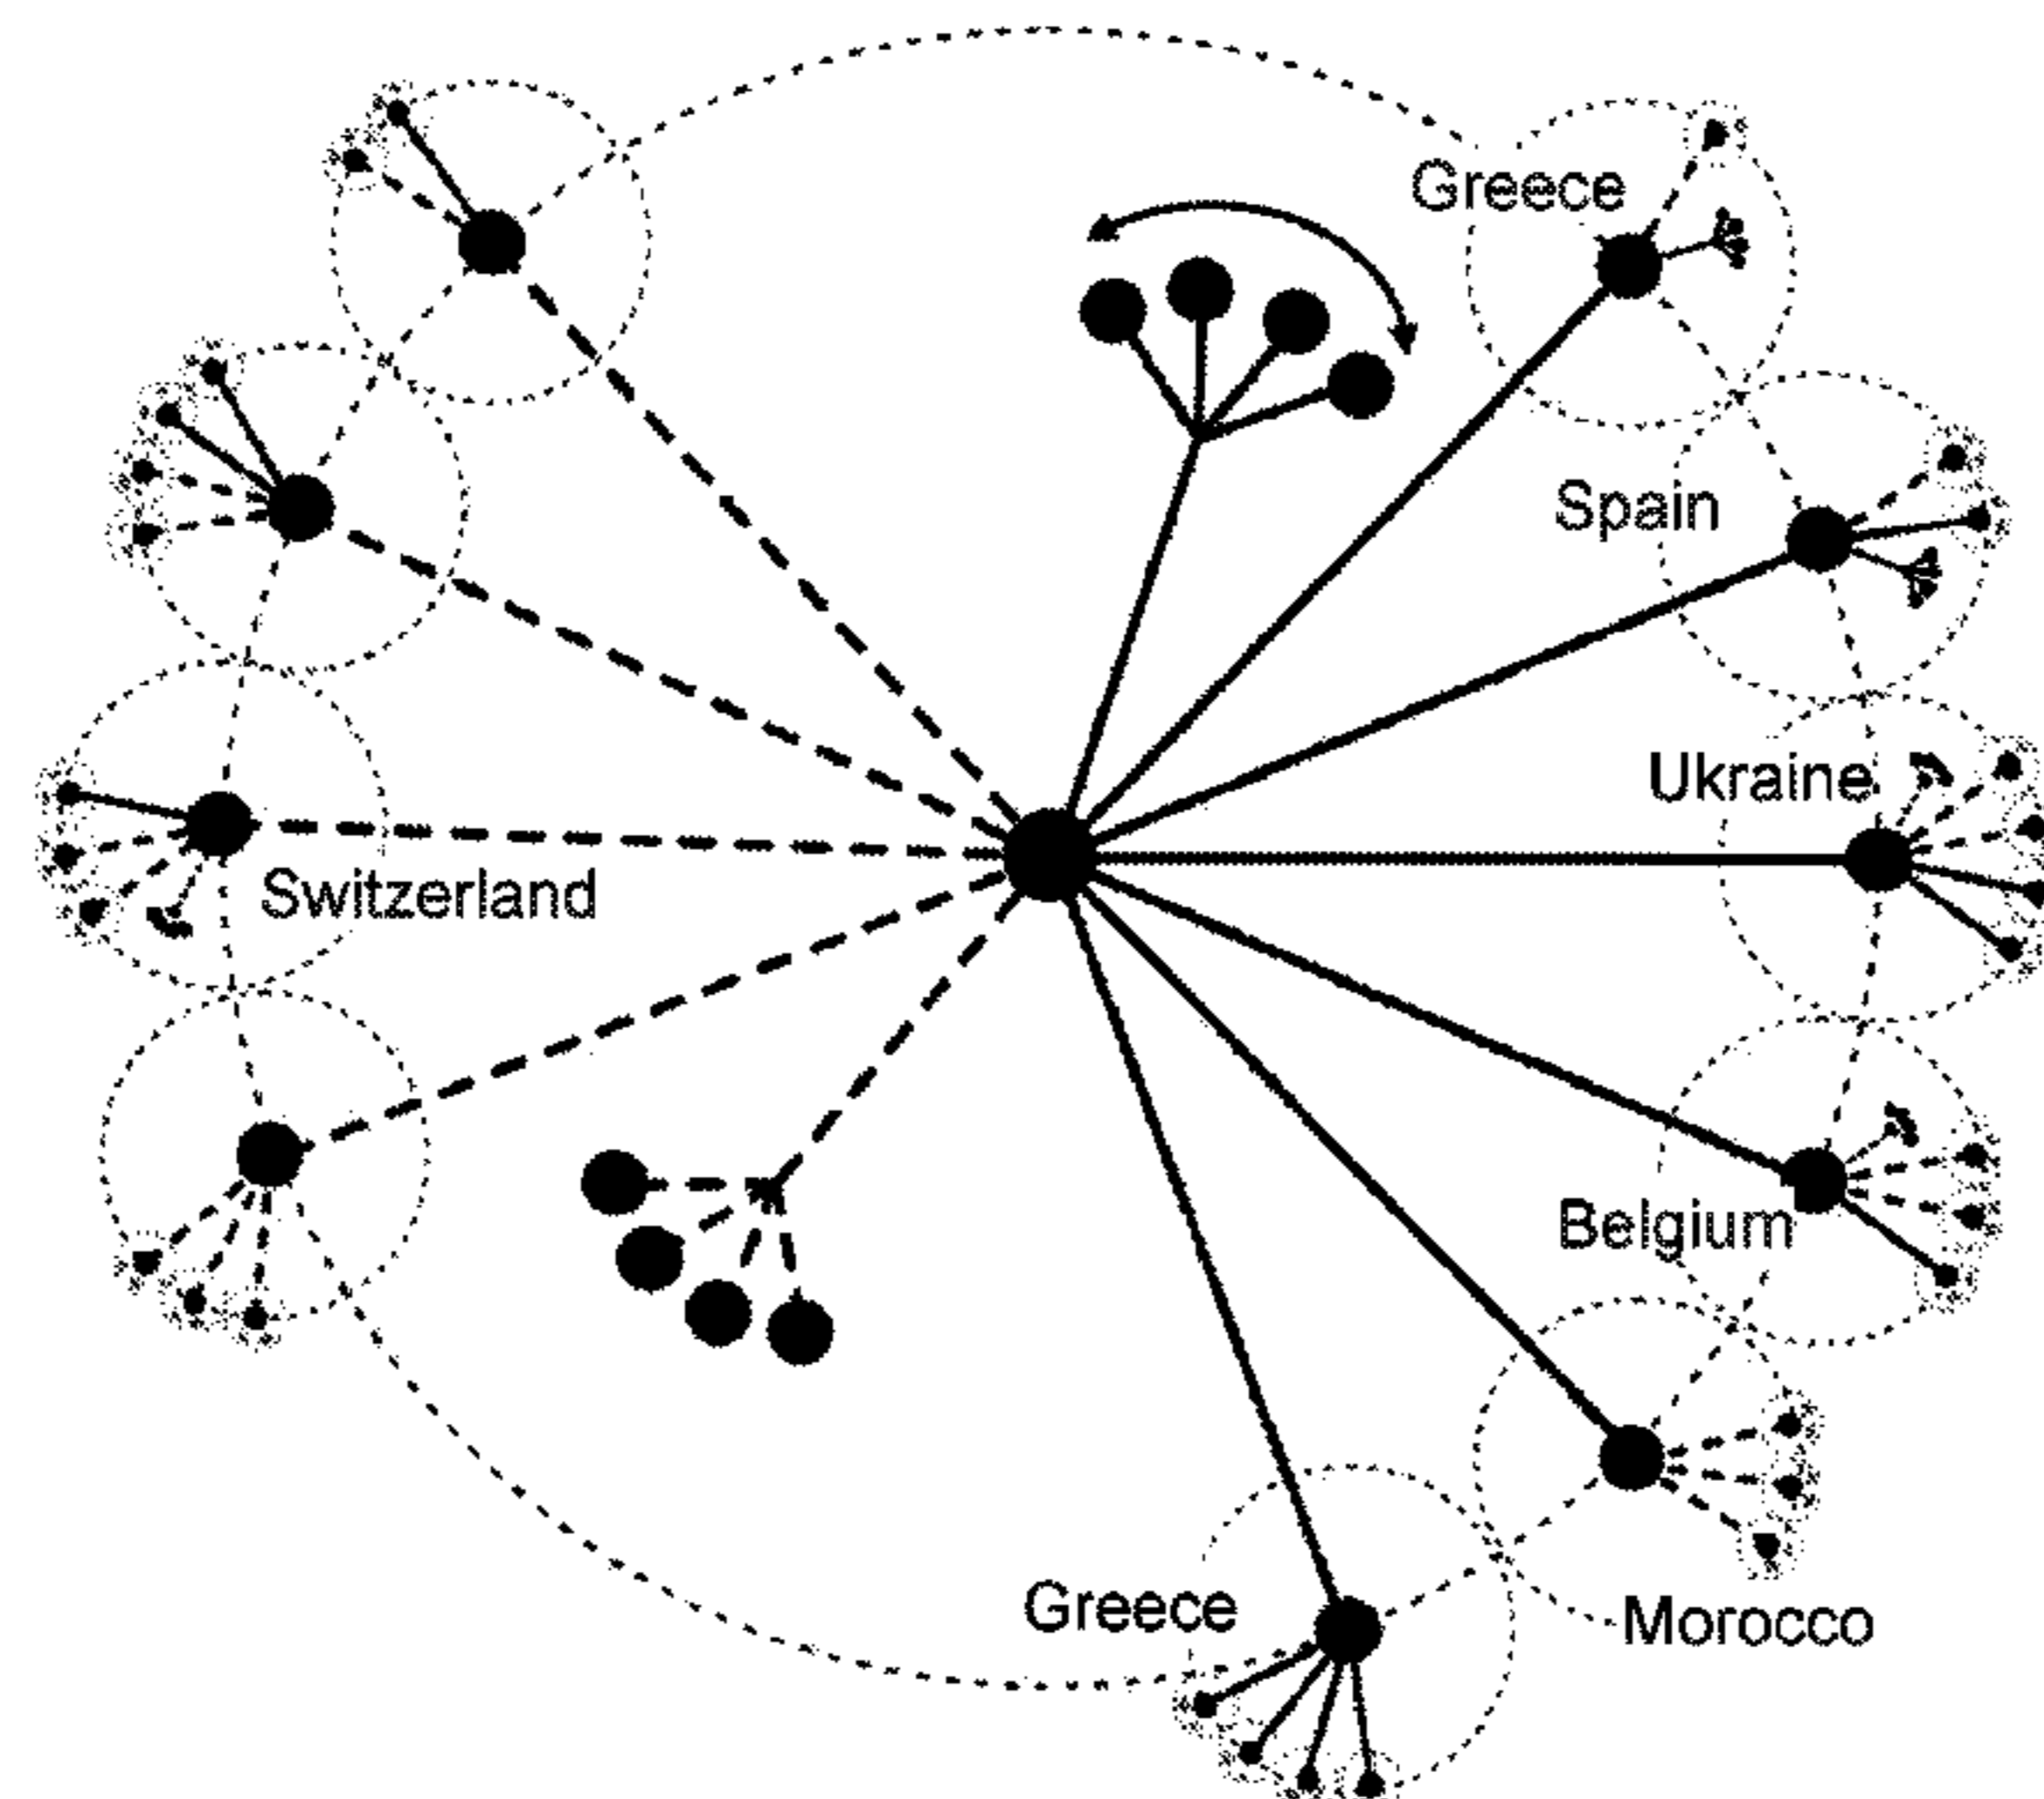 Greece
Spain
Ukraine
Switzerland
Belgium
Greece
Morocco